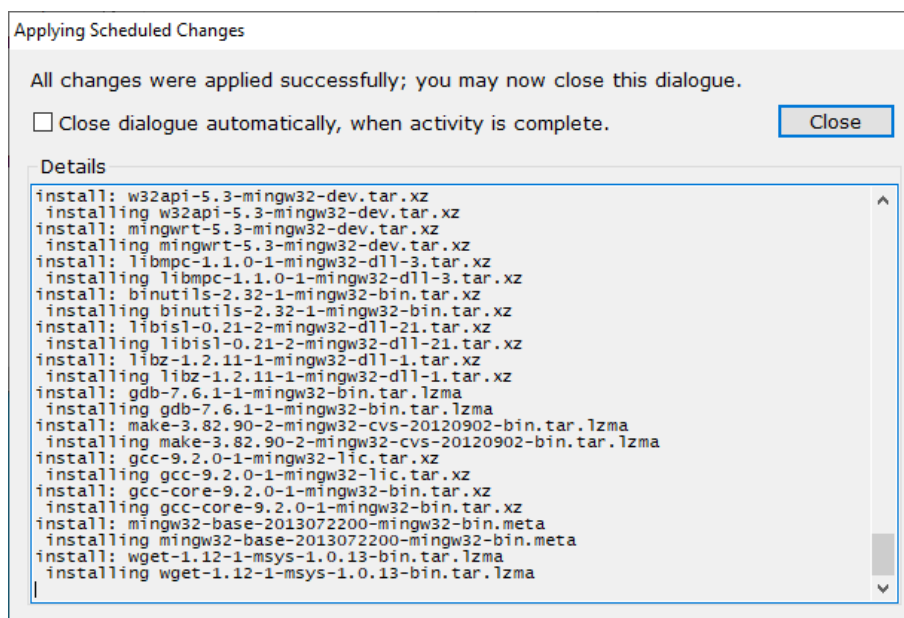 Applying Scheduled Changes
All changes were applied successfully; you may now close this dialogue.
Close dialogue automatically, when activity is complete.
Close
Details
install: w32api-5.3-mingw32-dev.tar.xz
installing w32api-5.3-mingw32-dev.tar.xz
install: mingwrt-5.3-mingw32-dev.tar.xz
installing mingwrt-5.3-mingw32-dev.tar.xz
install: libmpc-1.1.0-1-mingw32-dll-3.tar.xz
installing libmpc-1.1.0-1-mingw32-dll-3.tar.xz
install: binutils-2.32-1-mingw32-bin.tar.xz
installing binutils-2.32-1-mingw32-bin.tar.xz
install: libisl-0.21-2-mingw32-dll-21.tar.xz
installing libisl-0.21-2-mingw32-dll-21.tar.xz
install: libz-1.2.11-1-mingw32-dll-1.tar.xz
installing libz-1.2.11-1-mingw32-dll-1.tar.xz
install: gdb-7.6.1-1-mingw32-bin.tar.lzma
installing gdb-7.6.1-1-mingw32-bin.tar.lzma
install: make-3.82.90-2-mingw32-cvs-20120902-bin.tar.lzma
installing make-3.82.90-2-mingw32-cvs-20120902-bin.tar.lzma
install: gcc-9.2.0-1-mingw32-lic.tar.xz
installing gcc-9.2.0-1-mingw32-lic.tar.xz
install: gcc-core-9.2.0-1-mingw32-bin.tar.xz
installing gcc-core-9.2.0-1-mingw32-bin.tar.xz
install: mingw32-base-2013072200-mingw32-bin.meta
installing mingw32-base-2013072200-mingw32-bin.meta
install: wget-1.12-1-msys-1.0.13-bin.tar.lzma
installing wget-1.12-1-msys-1.0.13-bin.tar.lzma